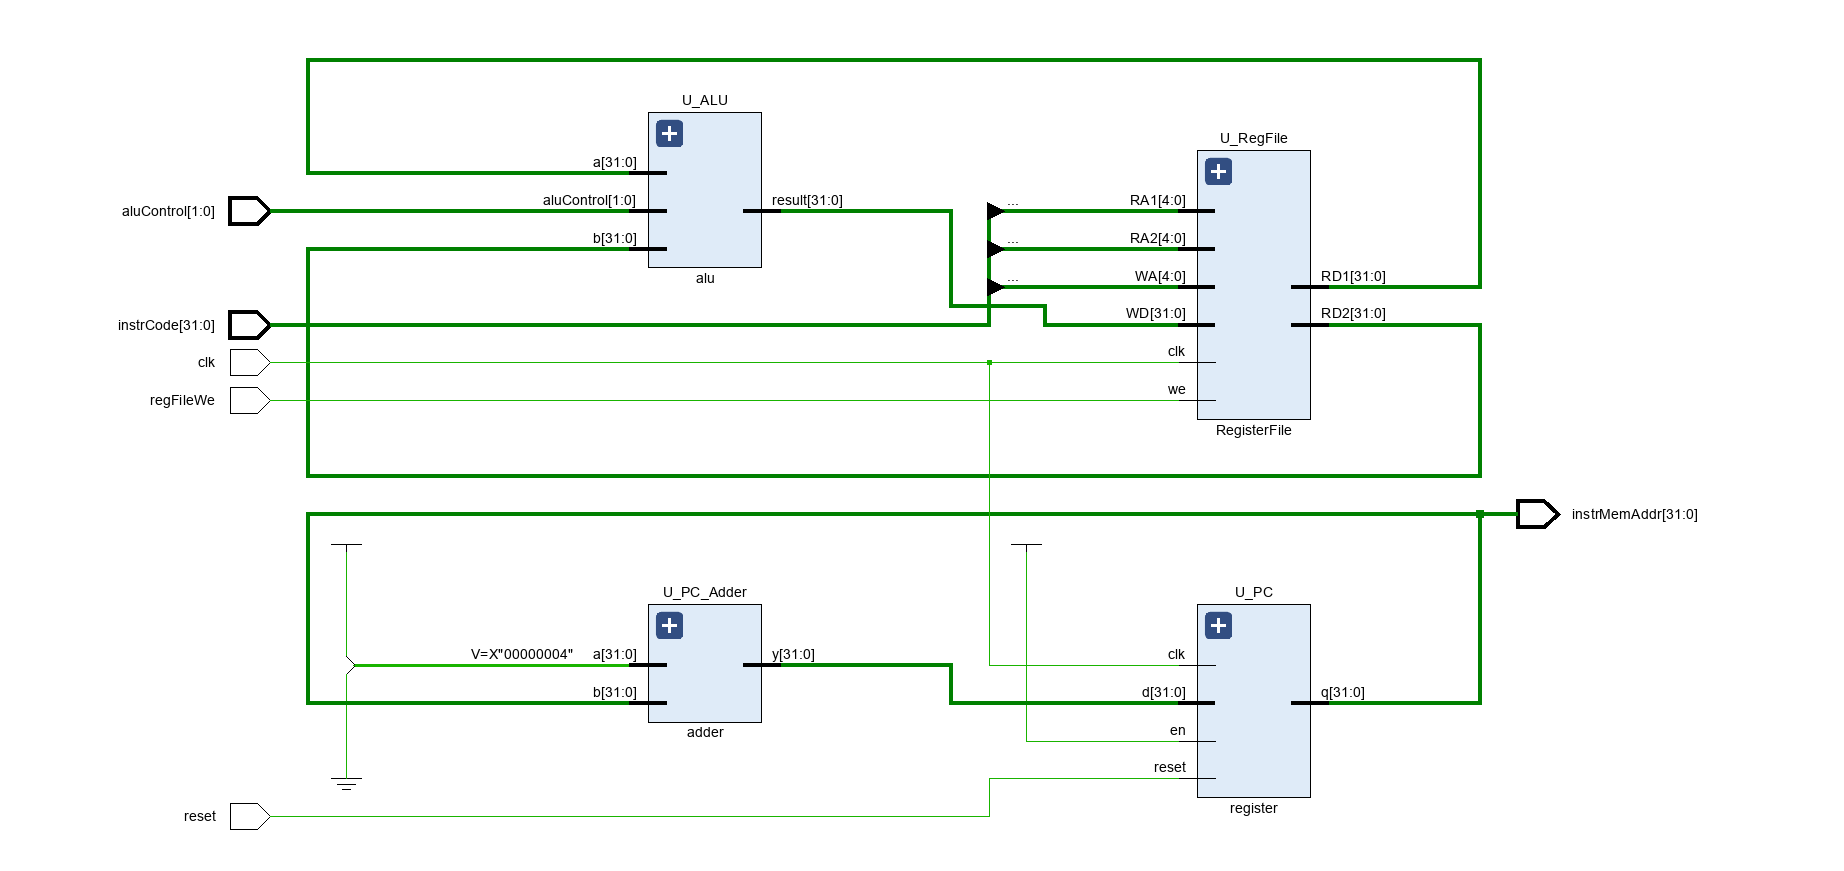 U_ALU
a[31:0]
aluControl[1:0]
aluControl[1:0]
result[31:0]
b[31:0]
alu
U_RegFile
...
RA1[4:0]
...
RA2[4:0]
...
WA[4:0]
RD1[31:0]
WD[31:0]
RD2[31:0]
instrCode[31:0]
clk
clk
regFileWe
we
RegisterFile
instrMemAddr[31:0]
U_PC_Adder
V=X"00000004"
a[31:0]
y[31:0]
b[31:0]
adder
U_PC
clk
d[31:0]
q[31:0]
en
reset
register
reset